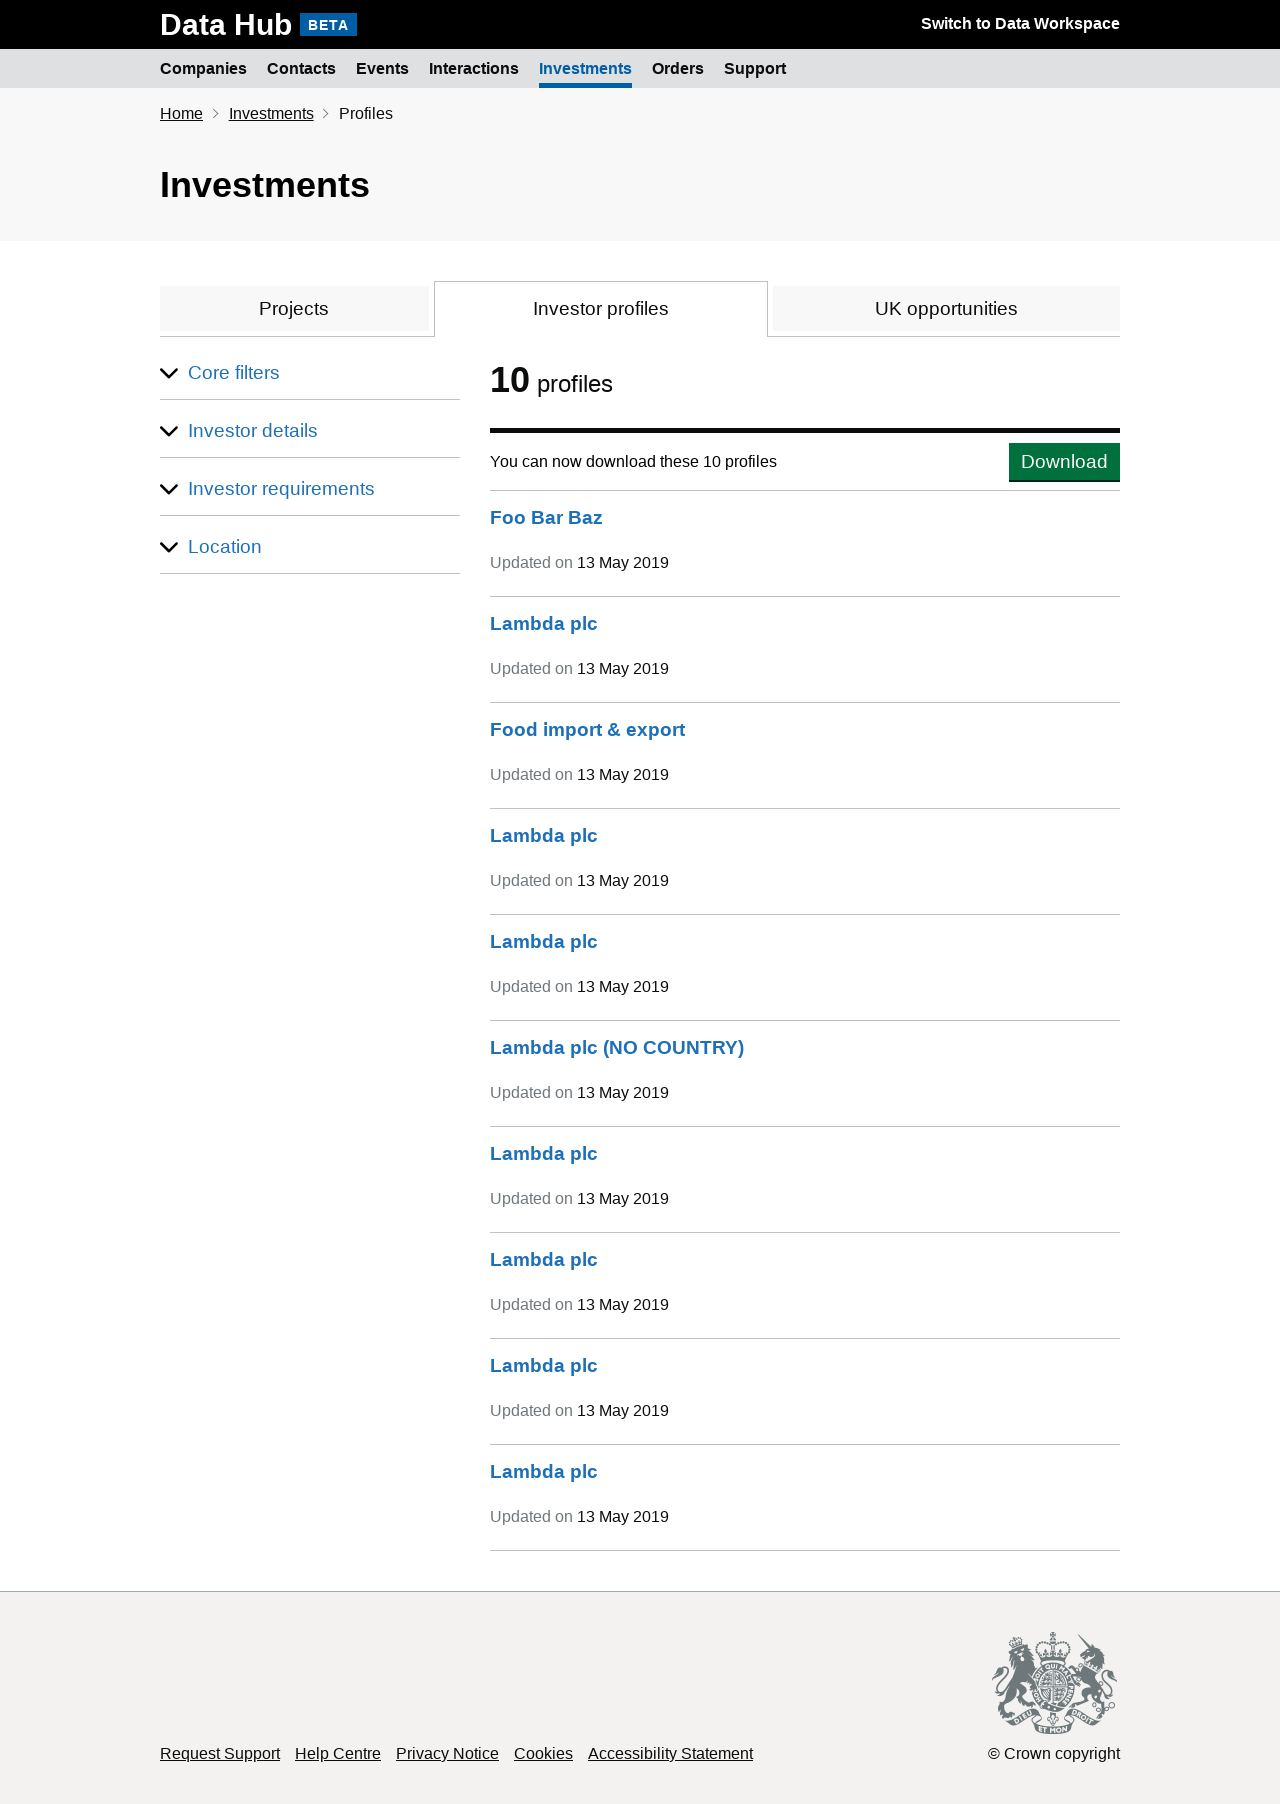 Data Hub BETA Switch to Data Workspace
Companies Contacts Events Interactions Investments Orders Support
Home Investments Profiles
Investments
Projects Investor profiles UK opportunities
Core filters
Investor details
Investor requirements
Location
10 profiles
You can now download these 10 profiles Download
Foo Bar Baz
Updated on 13 May 2019
Lambda plc
Updated on 13 May 2019
Food import & export
Updated on 13 May 2019
Lambda plc
Updated on 13 May 2019
Lambda plc
Updated on 13 May 2019
Lambda plc (NO COUNTRY)
Updated on 13 May 2019
Lambda plc
Updated on 13 May 2019
Lambda plc
Updated on 13 May 2019
Lambda plc
Updated on 13 May 2019
Lambda plc
Updated on 13 May 2019
DIEU ET MON DROIT
Request Support Help Centre Privacy Notice Cookies Accessibility Statement © Crown copyright